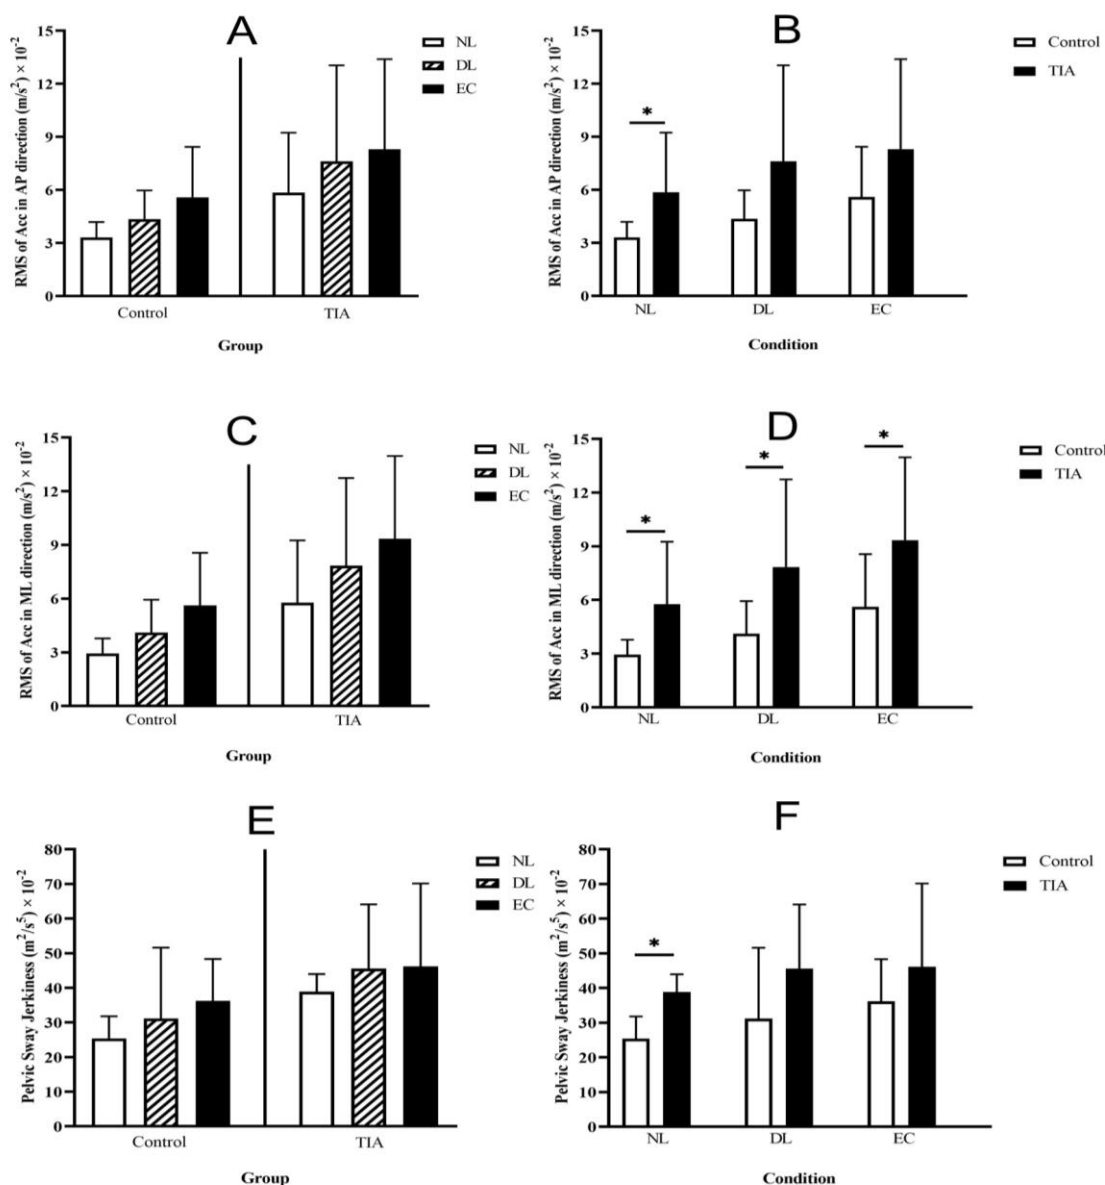 A
RMS of Acc in AP direction (m/s²) × 10⁻²
15
12
9
6
3
0
Control
TIA
Group
NL
DL
EC
B
RMS of Acc in AP direction (m/s²) × 10⁻²
15
12
9
6
3
0
*
NL
DL
EC
Condition
Control
TIA
C
RMS of Acc in ML direction (m/s²) × 10⁻²
15
12
9
6
3
0
Control
TIA
Group
NL
DL
EC
D
RMS of Acc in ML direction (m/s²) × 10⁻²
15
12
9
6
3
0
*
*
*
NL
DL
EC
Condition
Control
TIA
E
Pelvic Sway Jerkiness (m²/s⁵) × 10⁻²
80
70
60
50
40
30
20
10
0
Control
TIA
Group
NL
DL
EC
F
Pelvic Sway Jerkiness (m²/s⁵) × 10⁻²
80
70
60
50
40
30
20
10
0
*
NL
DL
EC
Condition
Control
TIA